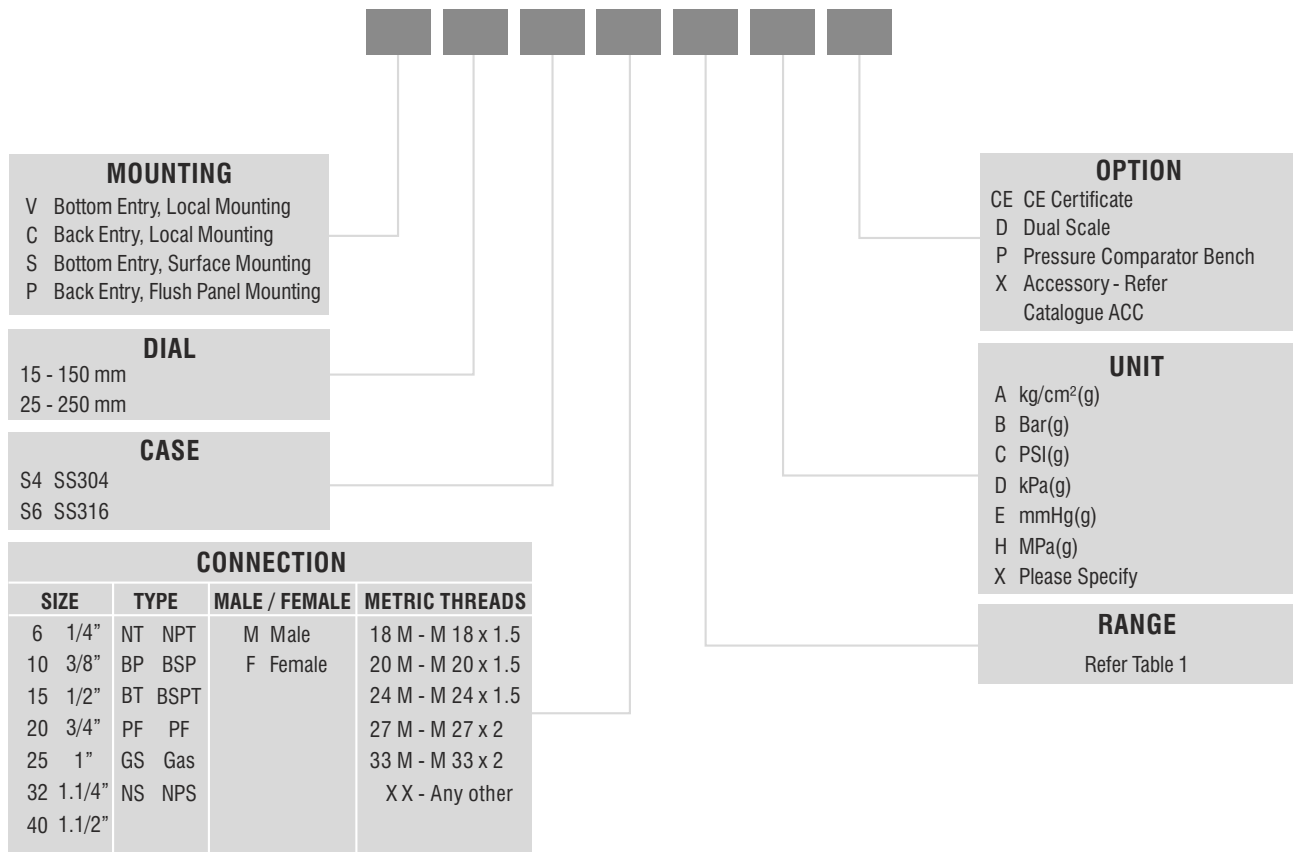 MOUNTING
V Bottom Entry, Local Mounting
C Back Entry, Local Mounting
S Bottom Entry, Surface Mounting
P Back Entry, Flush Panel Mounting
DIAL
15 - 150 mm
25 - 250 mm
CASE
S4 SS304
S6 SS316
CONNECTION
SIZE TYPE MALE / FEMALE METRIC THREADS
6 1/4” NT NPT M Male 18 M - M 18 x 1.5
10 3/8” BP BSP F Female 20 M - M 20 x 1.5
15 1/2” BT BSPT 24 M - M 24 x 1.5
20 3/4” PF PF 27 M - M 27 x 2
25 1” GS Gas 33 M - M 33 x 2
32 1.1/4” NS NPS X X - Any other
40 1.1/2”
OPTION
CE CE Certificate
D Dual Scale
P Pressure Comparator Bench
X Accessory - Refer
Catalogue ACC
UNIT
A kg/cm²(g)
B Bar(g)
C PSI(g)
D kPa(g)
E mmHg(g)
H MPa(g)
X Please Specify
RANGE
Refer Table 1